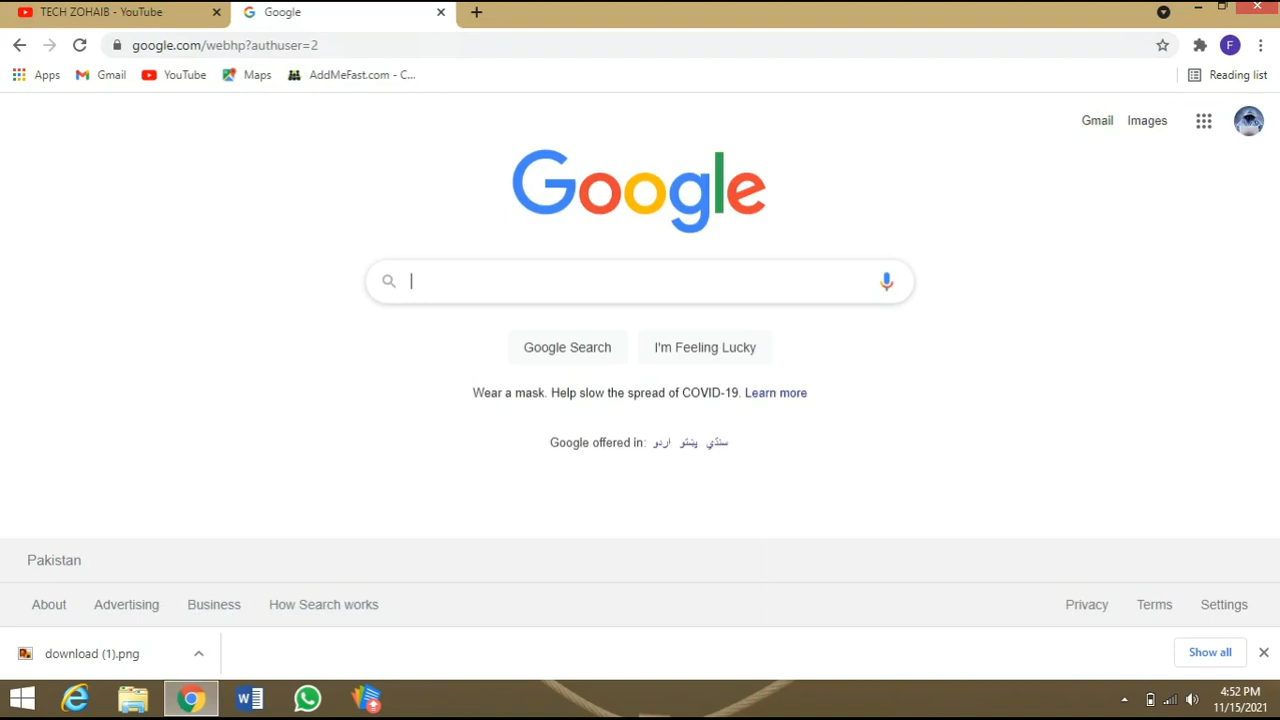 TECH ZOHAIB - YouTube
Google
google.com/webhp?authuser=2
F
Apps
Gmail
YouTube
Maps
AddMeFast.com - C...
Reading list
Gmail
Images
Google
Google Search
I'm Feeling Lucky
Wear a mask. Help slow the spread of COVID-19. Learn more
Google offered in: اردو پښتو سنڌي
Pakistan
About
Advertising
Business
How Search works
Privacy
Terms
Settings
download (1).png
Show all
4:52 PM
11/15/2021